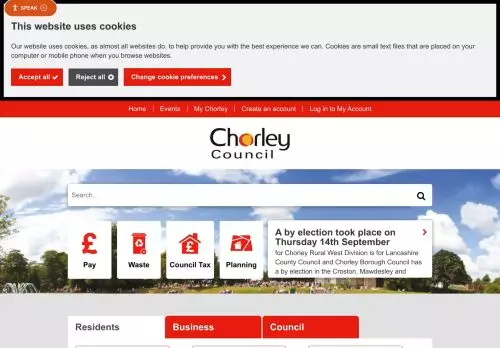 SPEAK
This website uses cookies
Our website uses cookies, as almost all websites do, to help provide you with the best experience we can. Cookies are small text files that are placed on your
computer or mobile phone when you browse websites.
Accept all
Reject all
Change cookie preferences
Home
Events
My Chorley
Create an account
Log in to My Account
Chorley
Council
Search...
Pay
Waste
Council Tax
Planning
A by election took place on
Thursday 14th September
for Chorley Rural West Division is for Lancashire
County Council and Chorley Borough Council has
a by election in the Croston, Mawdesley and
Residents
Business
Council